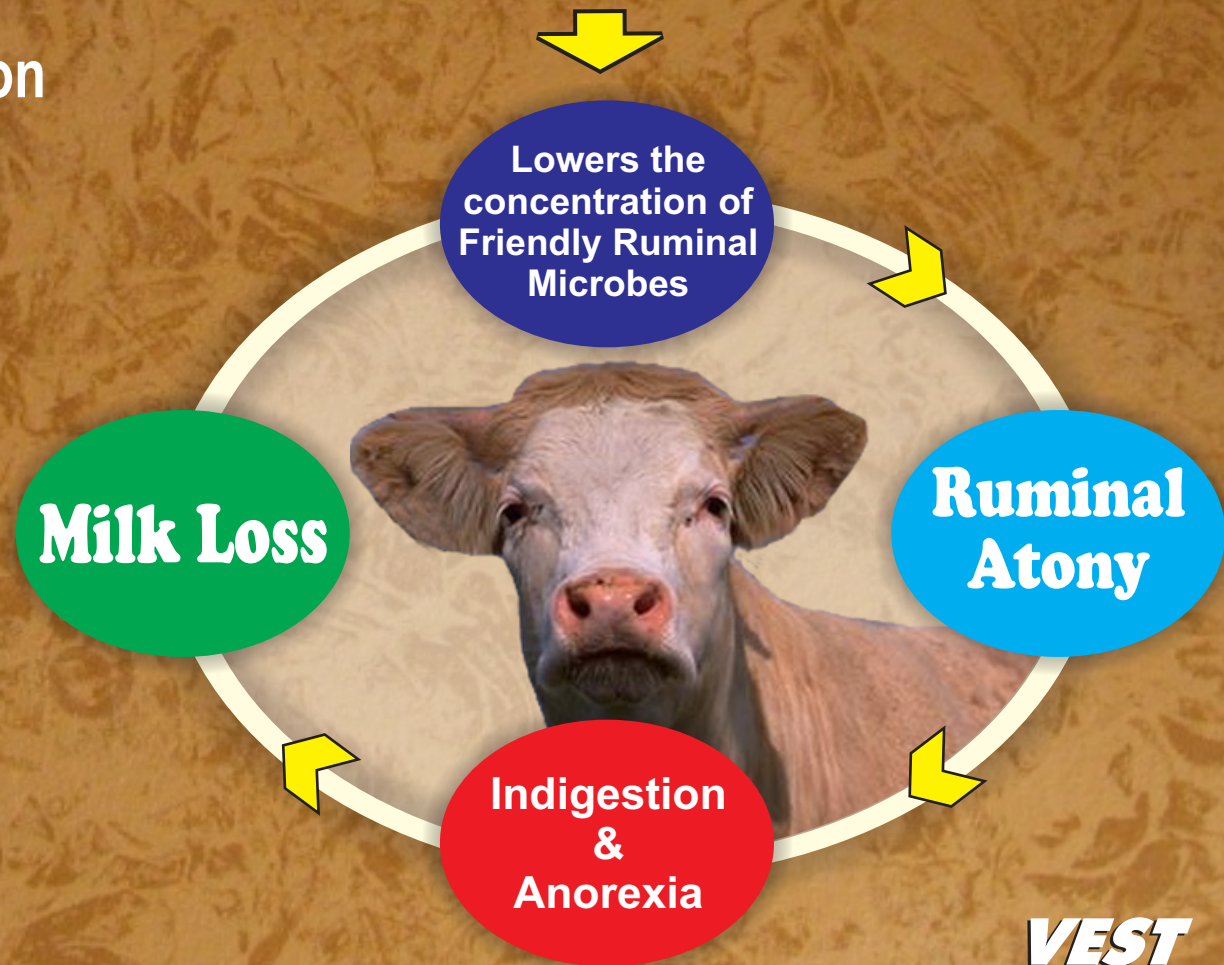 on
Lowers the
concentration of
Friendly Ruminal
Microbes
Milk Loss
Ruminal
Atony
Indigestion
&
Anorexia
VEST